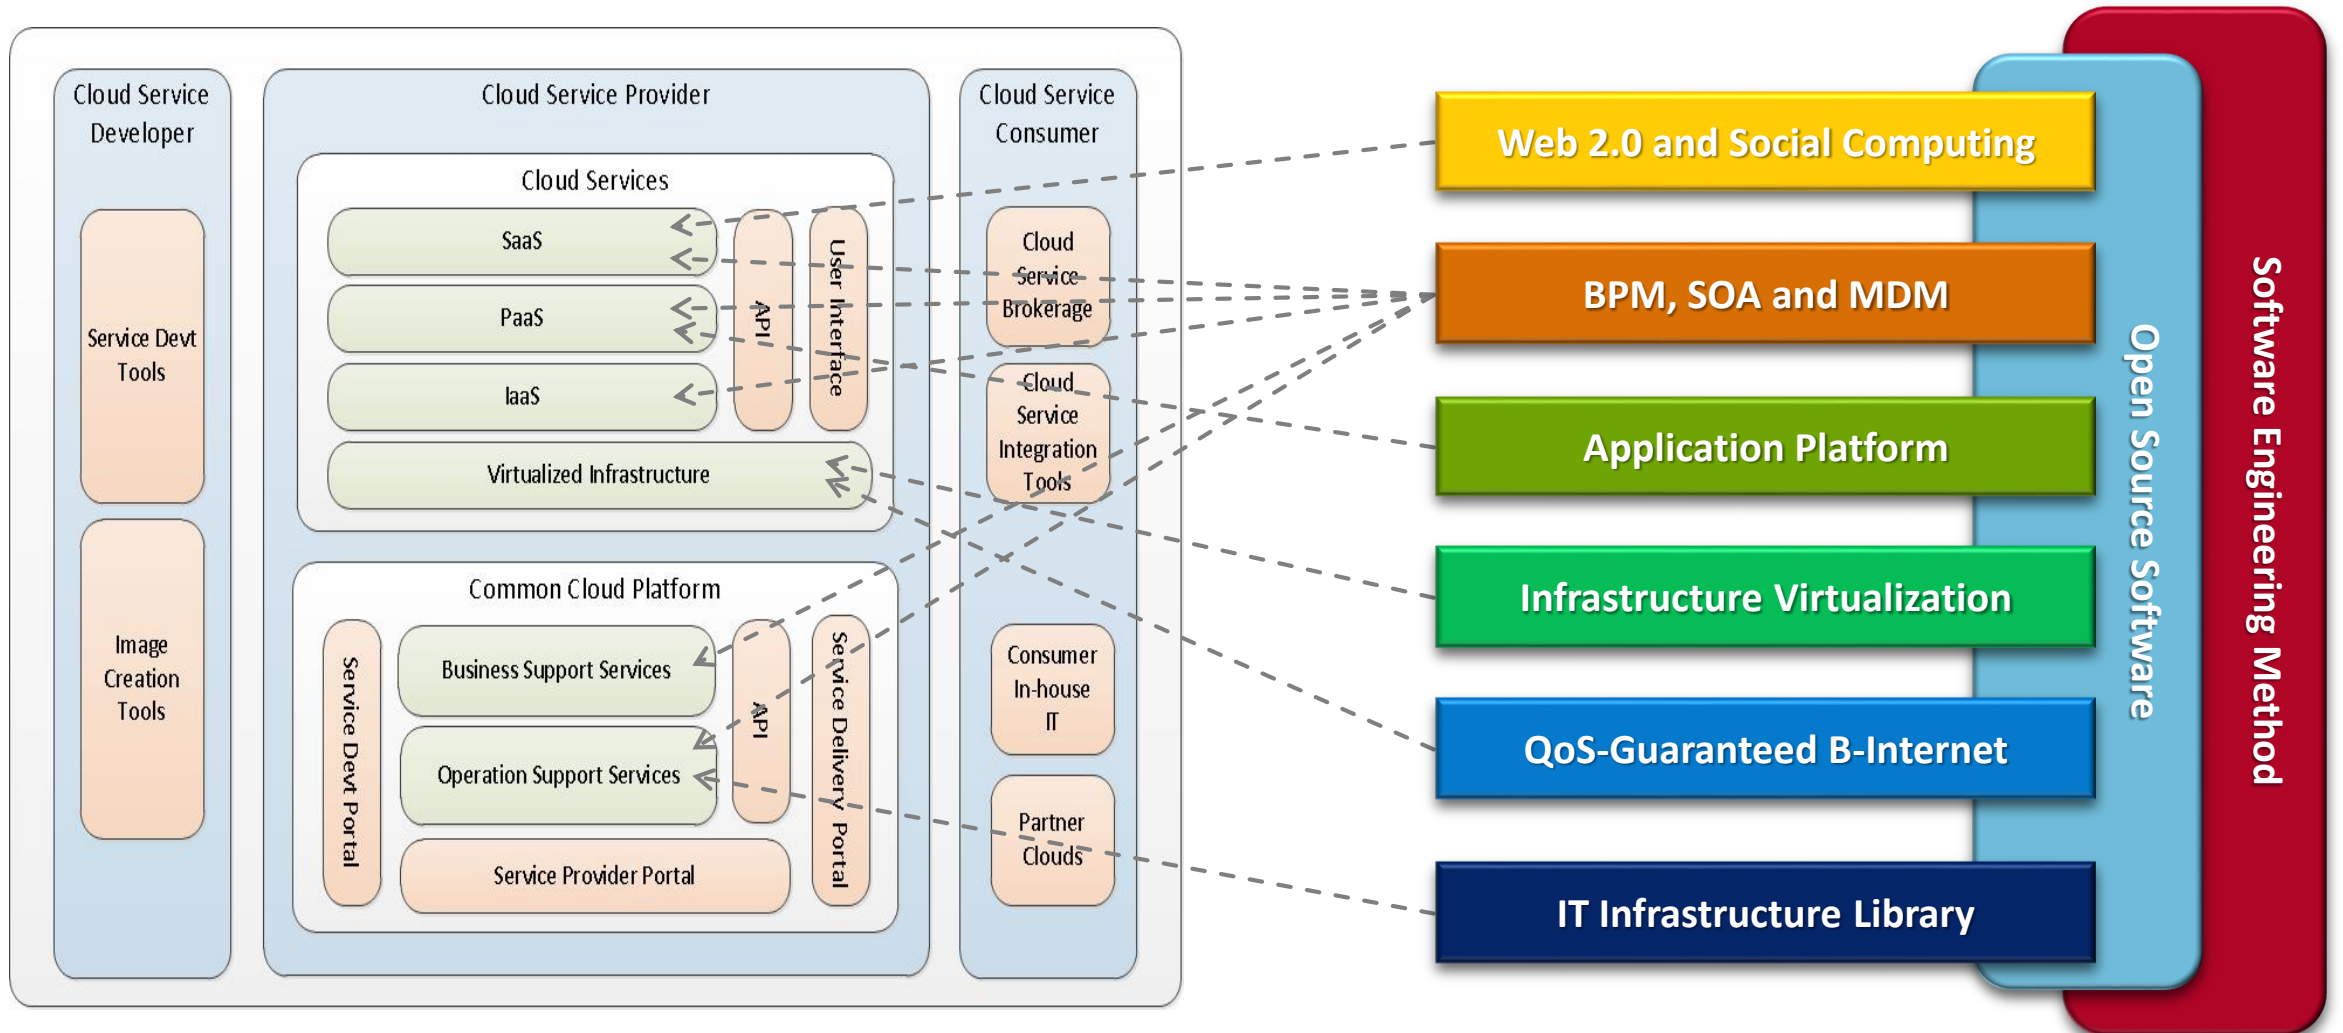 Cloud Service
Developer
Service Devt
Tools
Image
Creation
Tools
Cloud Service Provider
Cloud Services
SaaS
PaaS
IaaS
Virtualized Infrastructure
API
User Interface
Common Cloud Platform
Service Devt Portal
Business Support Services
Operation Support Services
Service Provider Portal
API
Service Delivery Portal
Cloud Service
Consumer
Cloud
Service
Brokerage
Cloud
Service
Integration
Tools
Consumer
In-house
IT
Partner
Clouds
Web 2.0 and Social Computing
BPM, SOA and MDM
Application Platform
Infrastructure Virtualization
QoS-Guaranteed B-Internet
IT Infrastructure Library
Open Source Software
Software Engineering Method